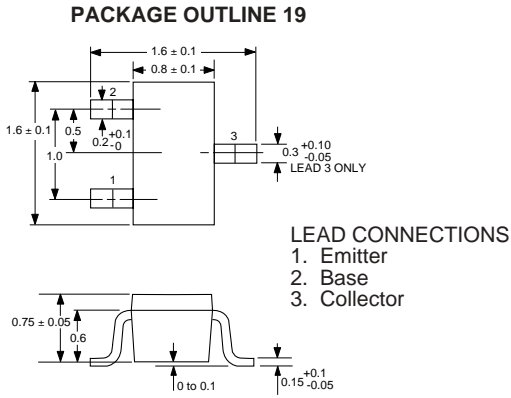 PACKAGE OUTLINE 19
1.6 ± 0.1
0.8 ± 0.1
2
1.6 ± 0.1
0.5
1.0
0.2 +0.1 -0
3
0.3 +0.10 -0.05
LEAD 3 ONLY
1
LEAD CONNECTIONS
1. Emitter
2. Base
3. Collector
0.75 ± 0.05
0.6
0 to 0.1
0.15 +0.1 -0.05